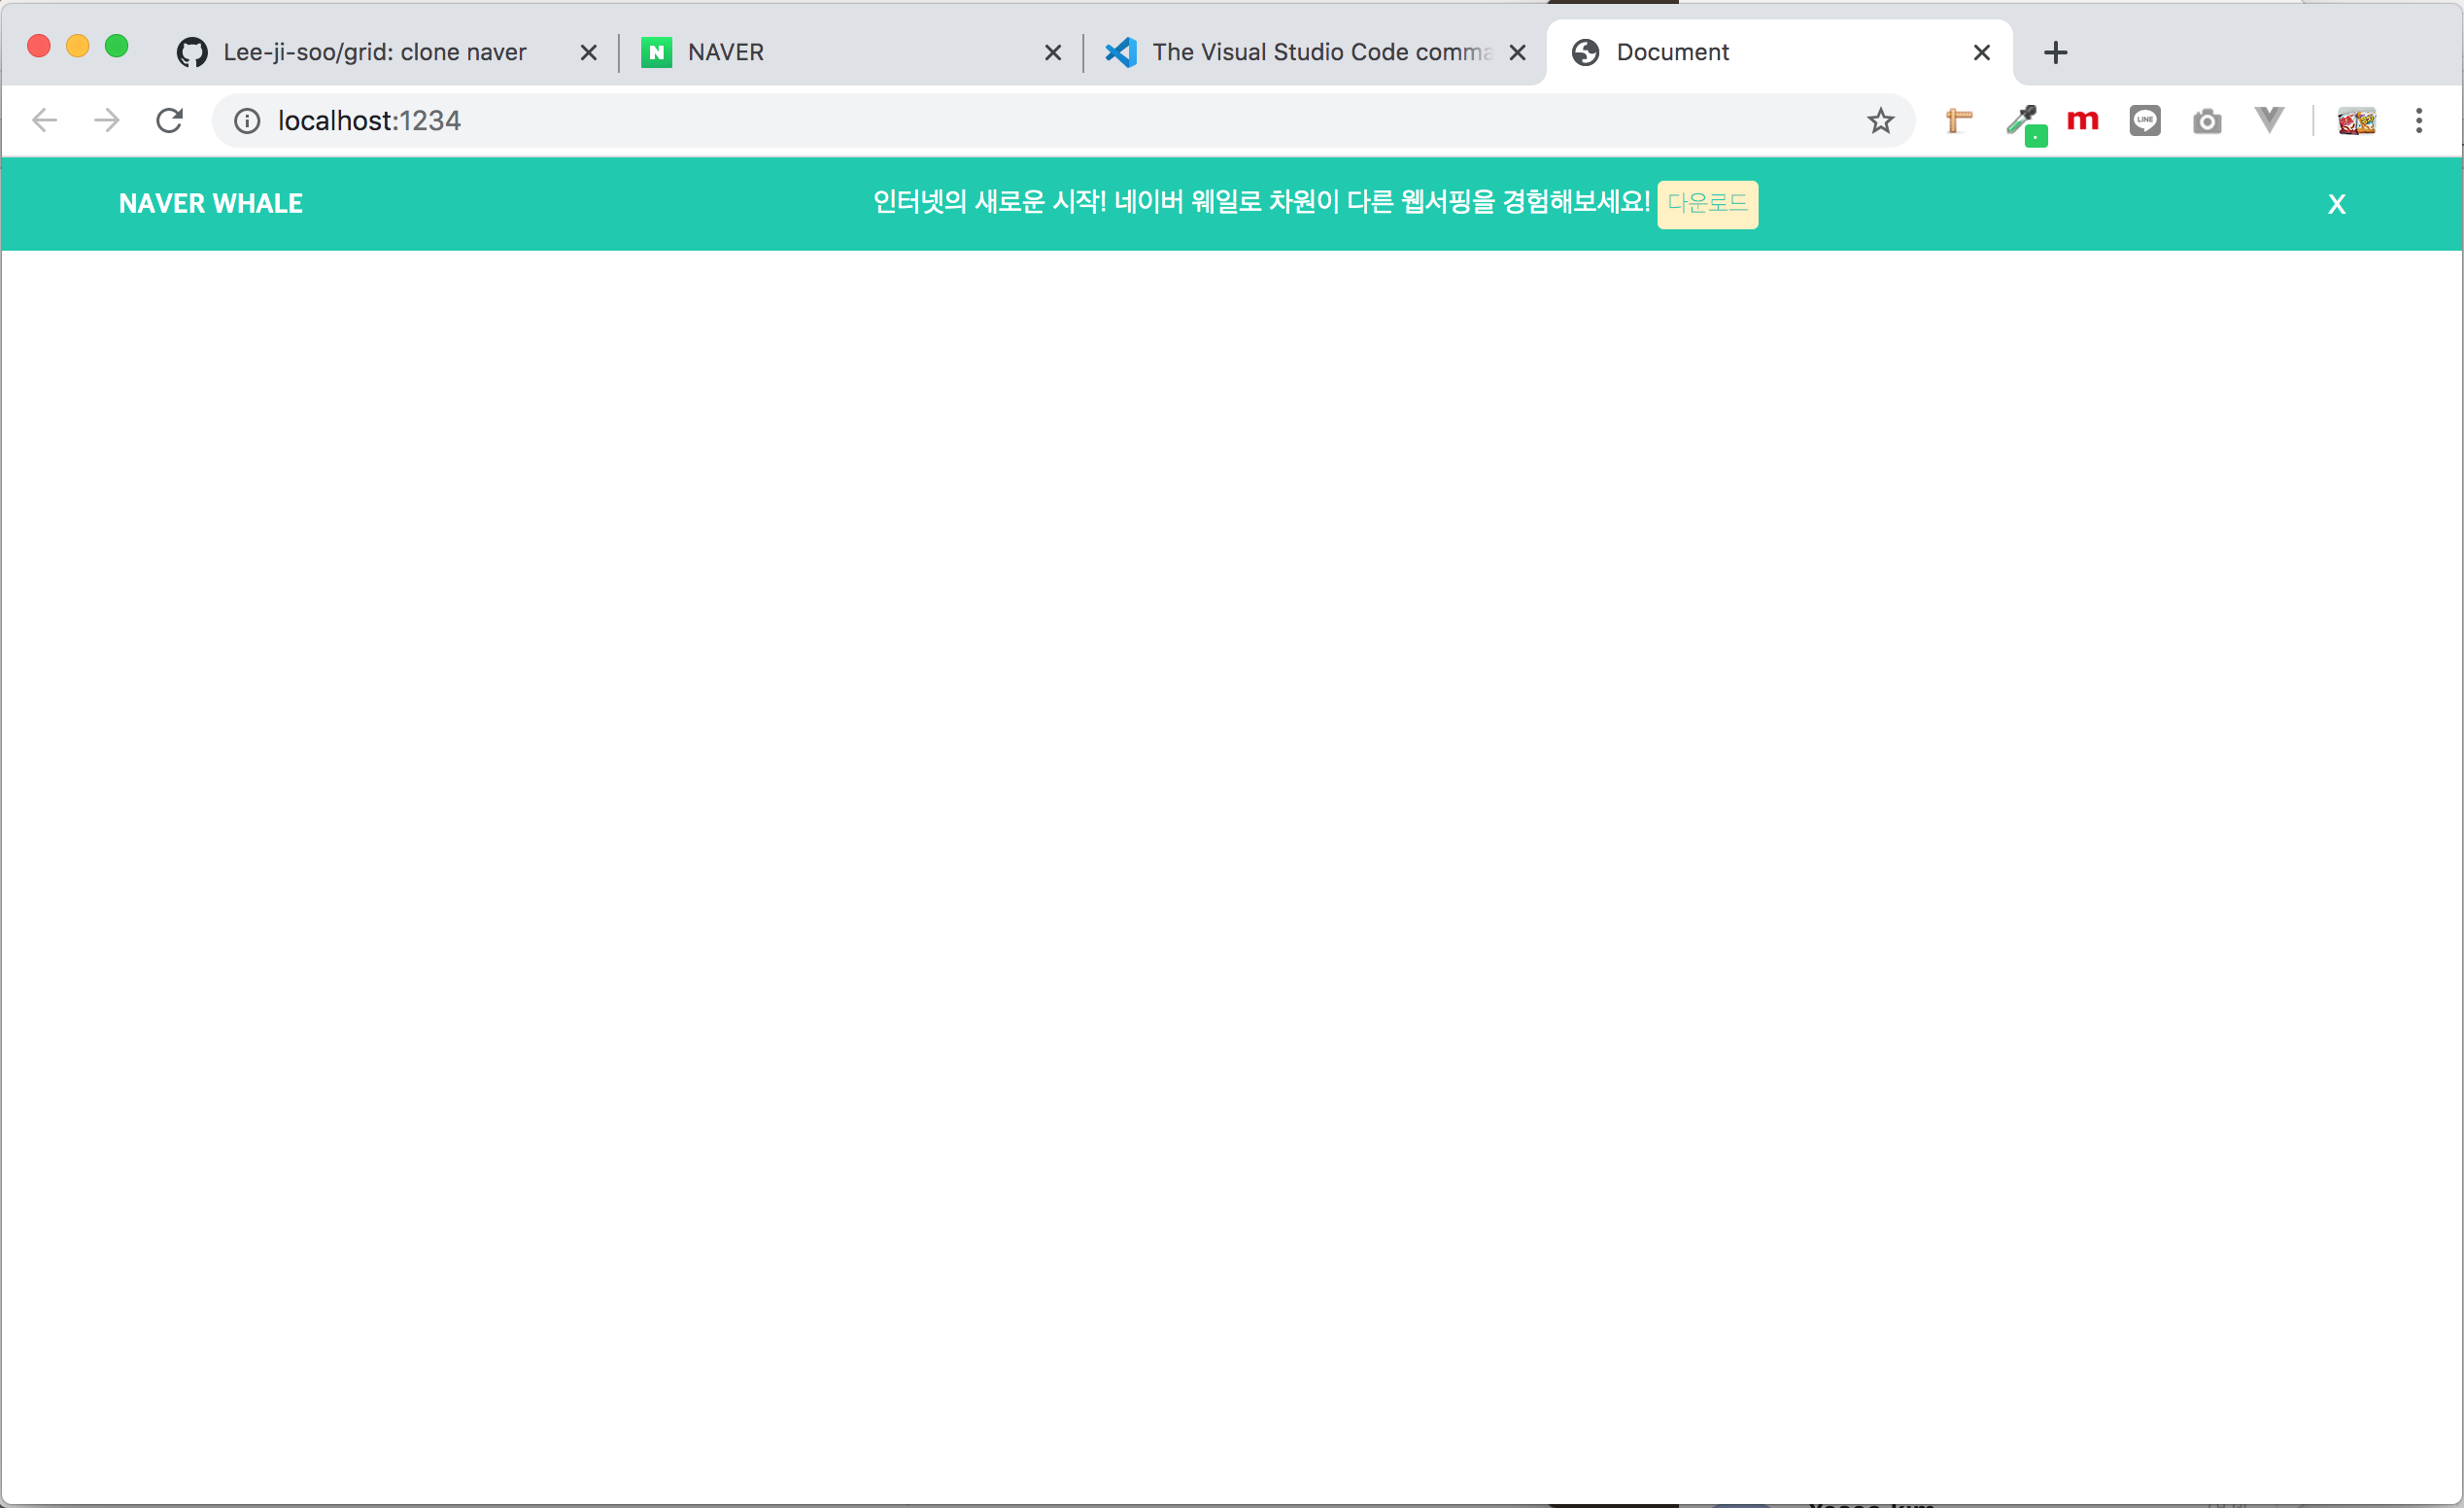 Lee-ji-soo/grid: clone naver
NAVER
The Visual Studio Code comma
Document
localhost:1234
m
LINE
NAVER WHALE
인터넷의 새로운 시작! 네이버 웨일로 차원이 다른 웹서핑을 경험해보세요! 다운로드
X